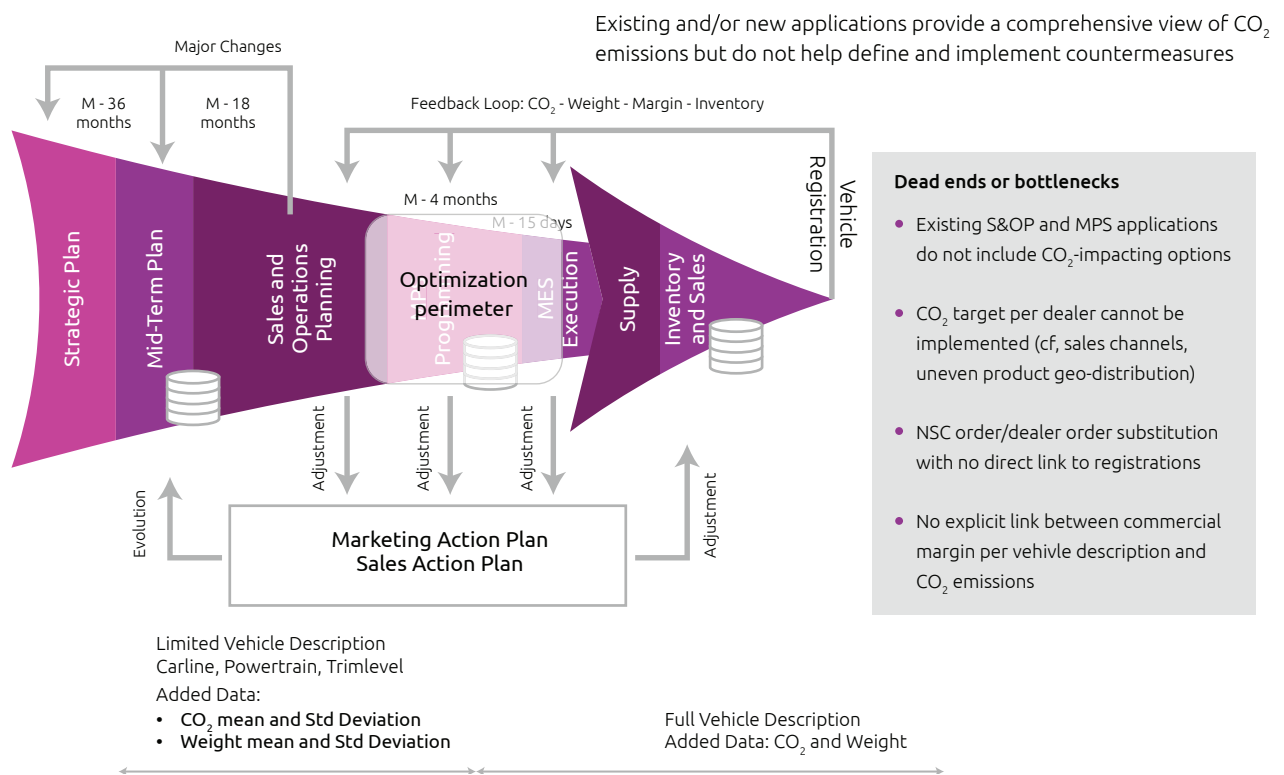 Existing and/or new applications provide a comprehensive view of CO₂
emissions but do not help define and implement countermeasures
Major Changes
M - 36
months
M - 18
months
Feedback Loop: CO₂ - Weight - Margin - Inventory
M - 4 months
M - 15 days
Vehicle
Registration
Strategic Plan
Mid-Term Plan
Sales and
Operations
Planning
Programming
Optimization
perimeter
MES
Execution
Supply
Inventory
and Sales
Adjustment
Adjustment
Adjustment
Adjustment
Evolution
Marketing Action Plan
Sales Action Plan
Dead ends or bottlenecks
• Existing S&OP and MPS applications
do not include CO₂-impacting options
• CO₂ target per dealer cannot be
implemented (cf, sales channels,
uneven product geo-distribution)
• NSC order/dealer order substitution
with no direct link to registrations
• No explicit link between commercial
margin per vehivle description and
CO₂ emissions
Limited Vehicle Description
Carline, Powertrain, Trimlevel
Added Data:
• CO₂ mean and Std Deviation
• Weight mean and Std Deviation
Full Vehicle Description
Added Data: CO₂ and Weight